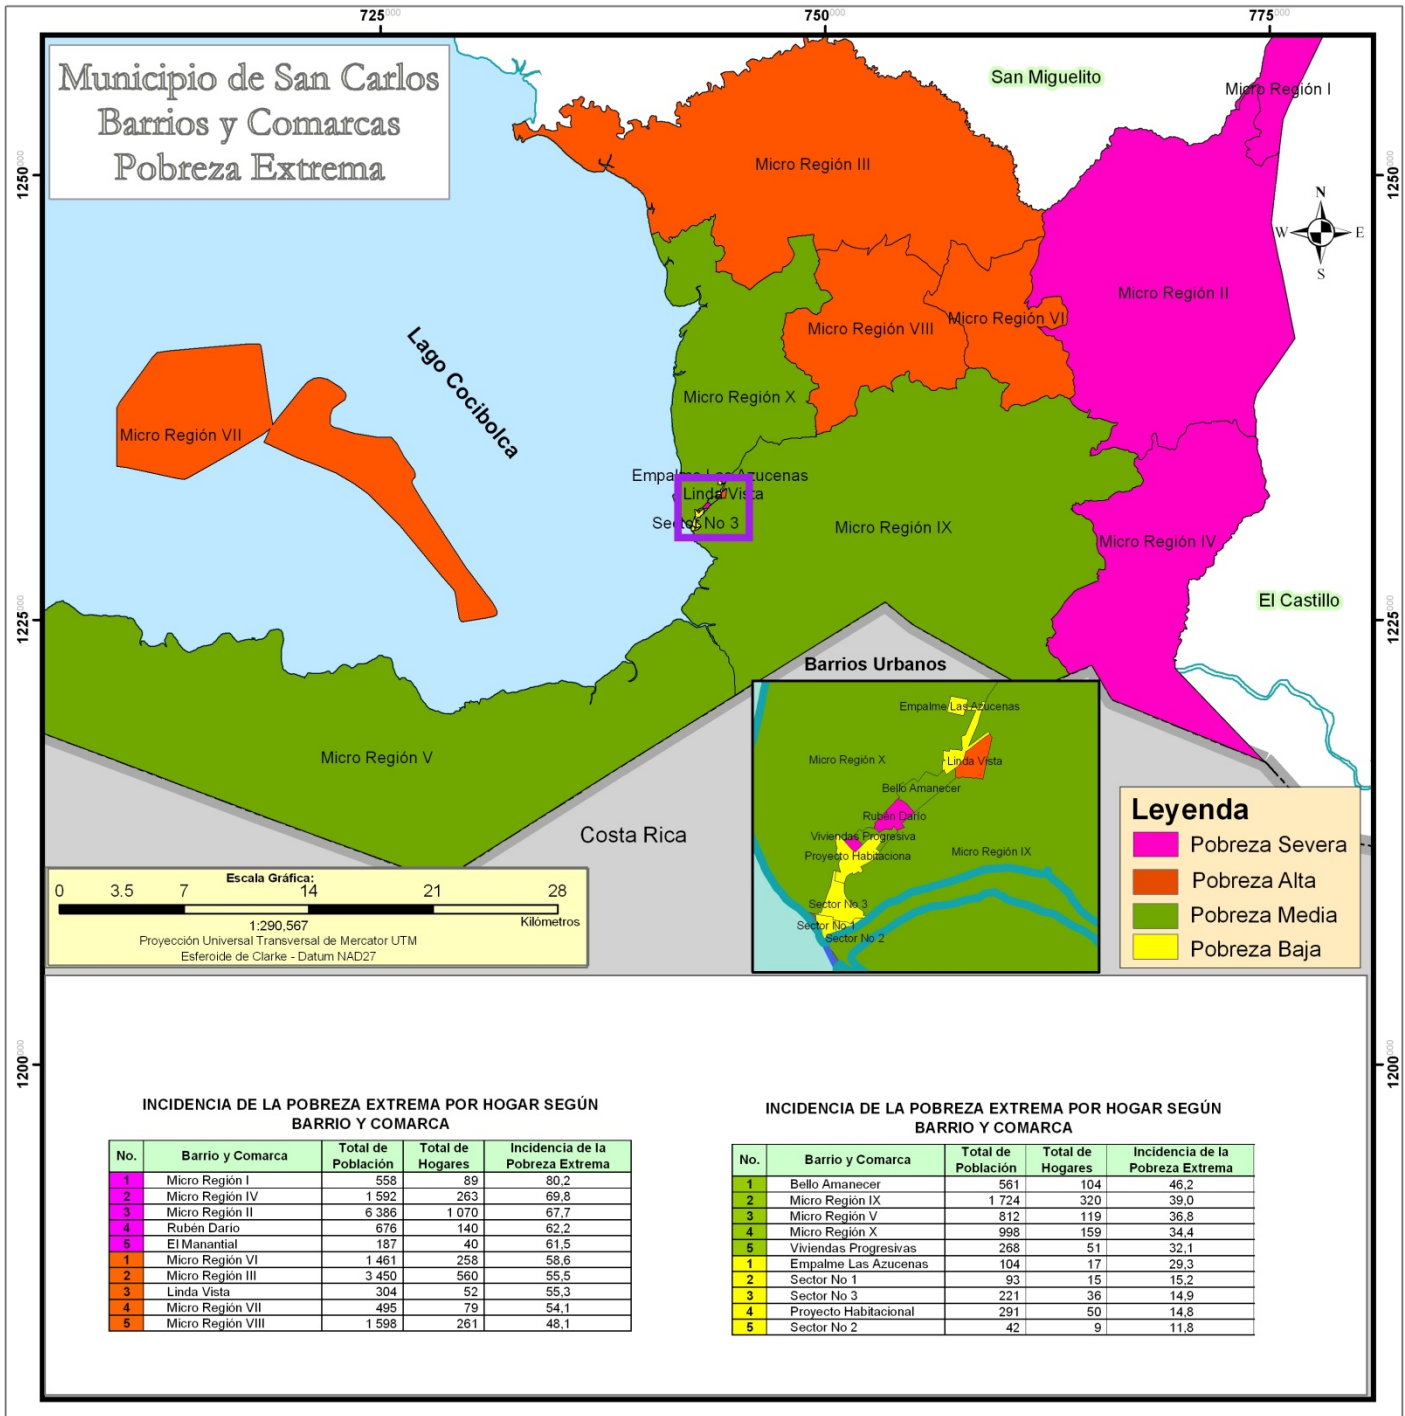 725000
750000
775000
Municipio de San Carlos
Barrios y Comarcas
Pobreza Extrema
San Miguelito
Micro Región I
Micro Región III
1250000
1250000
N
W
E
S
Micro Región II
Micro Región VIII
Micro Región VI
Lago Cocibolca
Micro Región X
Micro Región VII
Empalme Las Azucenas
Linda Vista
Sector No 3
Micro Región IX
Micro Región IV
El Castillo
1225000
1225000
Barrios Urbanos
Empalme Las Azucenas
Micro Región X
Linda Vista
Bello Amanecer
Rubén Darío
Viviendas Progresiva
Proyecto Habitaciona
Micro Región IX
Sector No 3
Sector No 1
Sector No 2
Micro Región V
Costa Rica
Leyenda
Pobreza Severa
Pobreza Alta
Pobreza Media
Pobreza Baja
Escala Gráfica:
0 3.5 7 14 21 28
Kilómetros
1:290,567
Proyección Universal Transversal de Mercator UTM
Esferoide de Clarke - Datum NAD27
1200000
1200000
INCIDENCIA DE LA POBREZA EXTREMA POR HOGAR SEGÚN
BARRIO Y COMARCA
No. Barrio y Comarca Total de Población Total de Hogares Incidencia de la Pobreza Extrema
1 Micro Región I 558 89 80,2
2 Micro Región IV 1 592 263 69,8
3 Micro Región II 6 386 1 070 67,7
4 Rubén Dario 676 140 62,2
5 El Manantial 187 40 61,5
1 Micro Región VI 1 461 258 58,6
2 Micro Región III 3 450 560 55,5
3 Linda Vista 304 52 55,3
4 Micro Región VII 495 79 54,1
5 Micro Región VIII 1 598 261 48,1
INCIDENCIA DE LA POBREZA EXTREMA POR HOGAR SEGÚN
BARRIO Y COMARCA
No. Barrio y Comarca Total de Población Total de Hogares Incidencia de la Pobreza Extrema
1 Bello Amanecer 561 104 46,2
2 Micro Región IX 1 724 320 39,0
3 Micro Región V 812 119 36,8
4 Micro Región X 998 159 34,4
5 Viviendas Progresivas 268 51 32,1
1 Empalme Las Azucenas 104 17 29,3
2 Sector No 1 93 15 15,2
3 Sector No 3 221 36 14,9
4 Proyecto Habitacional 291 50 14,8
5 Sector No 2 42 9 11,8